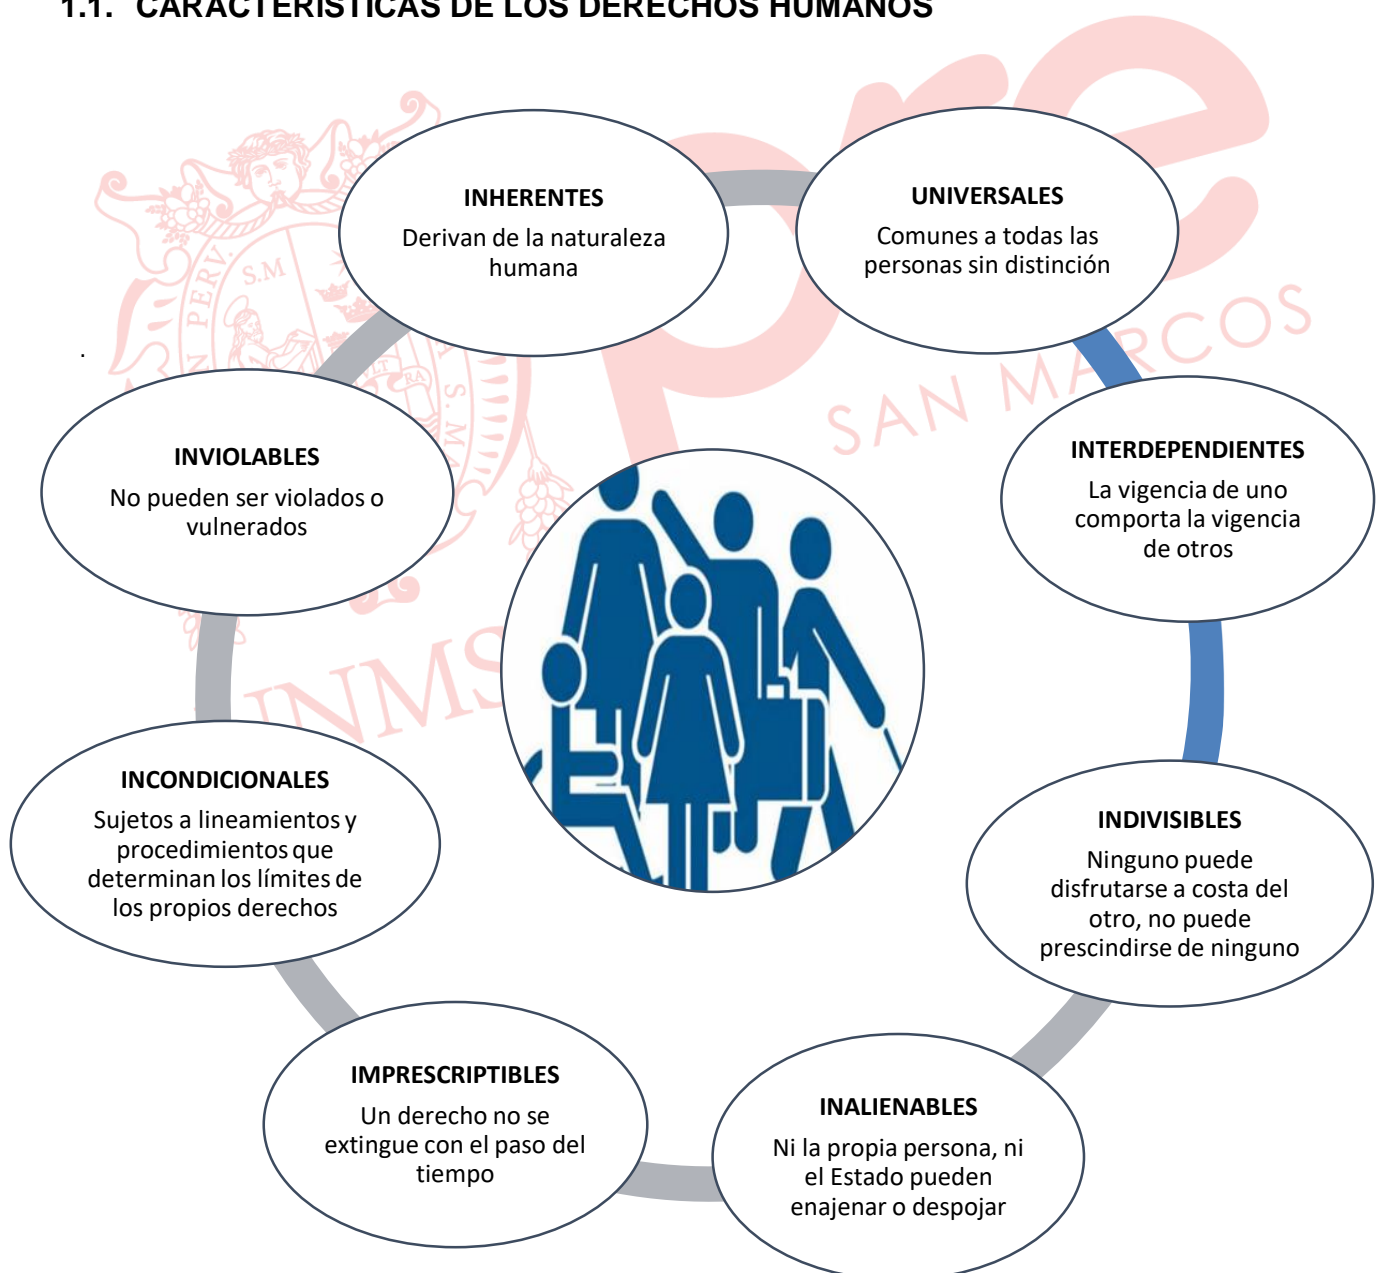 1.1. CARACTERÍSTICAS DE LOS DERECHOS HUMANOS
INHERENTES
Derivan de la naturaleza
humana
UNIVERSALES
Comunes a todas las
personas sin distinción
INTERDEPENDIENTES
La vigencia de uno
comporta la vigencia
de otros
INDIVISIBLES
Ninguno puede
disfrutarse a costa del
otro, no puede
prescindirse de ninguno
INALIENABLES
Ni la propia persona, ni
el Estado pueden
enajenar o despojar
IMPRESCRIPTIBLES
Un derecho no se
extingue con el paso del
tiempo
INCONDICIONALES
Sujetos a lineamientos y
procedimientos que
determinan los límites de
los propios derechos
INVIOLABLES
No pueden ser violados o
vulnerados
.
pre
SAN MARCOS
S.M